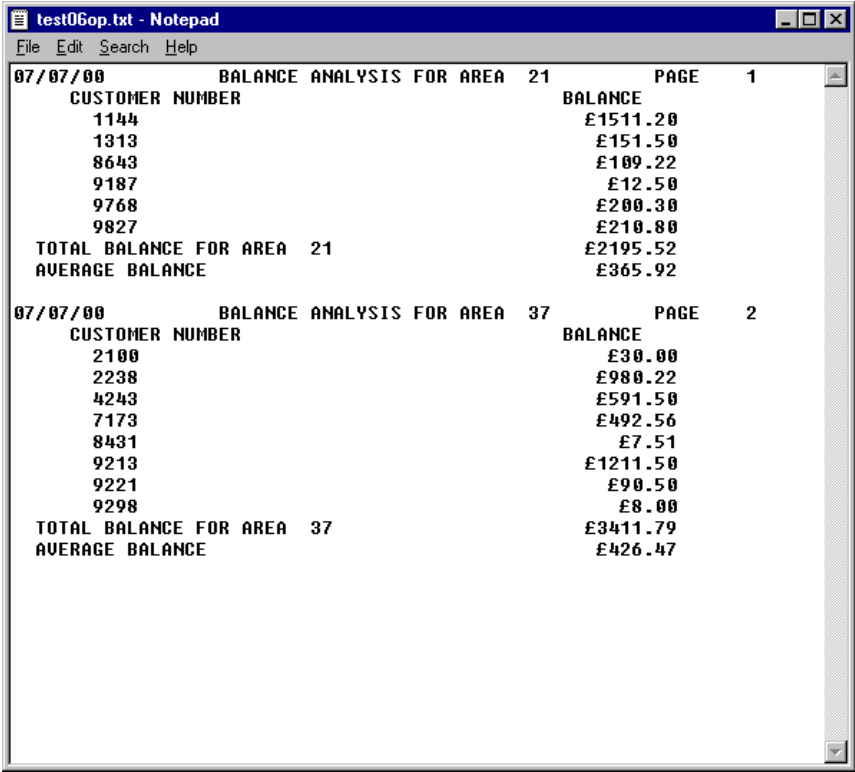 test06op.txt - Notepad
File Edit Search Help
07/07/00 BALANCE ANALYSIS FOR AREA 21 PAGE 1
CUSTOMER NUMBER BALANCE
1144 £1511.20
1313 £151.50
8643 £109.22
9187 £12.50
9768 £200.30
9827 £210.80
TOTAL BALANCE FOR AREA 21 £2195.52
AVERAGE BALANCE £365.92
07/07/00 BALANCE ANALYSIS FOR AREA 37 PAGE 2
CUSTOMER NUMBER BALANCE
2100 £30.00
2238 £980.22
4243 £591.50
7173 £492.56
8431 £7.51
9213 £1211.50
9221 £90.50
9298 £8.00
TOTAL BALANCE FOR AREA 37 £3411.79
AVERAGE BALANCE £426.47